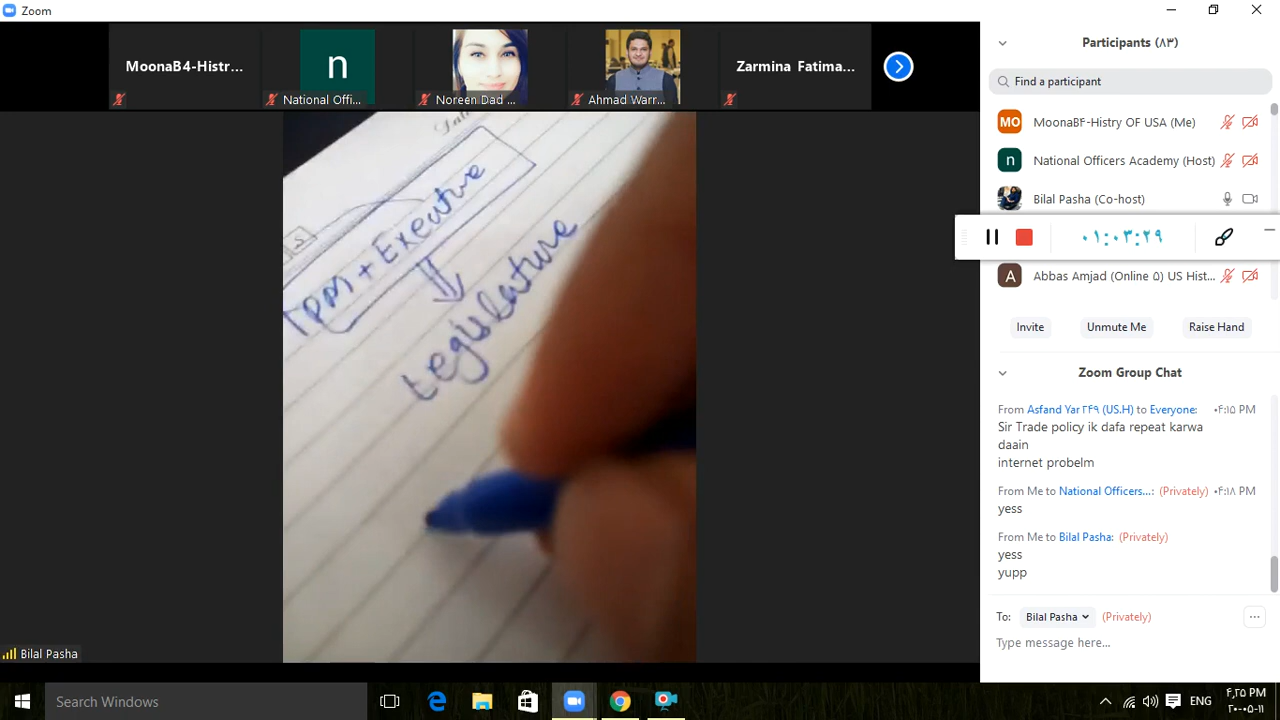 Zoom
MoonaB4-Histr...
n
National Offi...
Noreen Dad ...
Ahmad Warr...
Zarmina Fatima...
PM + Executive
Legislature
Bilal Pasha
Participants (۸۳)
Find a participant
MO MoonaB۴-Histry OF USA (Me)
n National Officers Academy (Host)
Bilal Pasha (Co-host)
۰۱:۰۳:۲۹
A Abbas Amjad (Online ۵) US Hist...
Invite Unmute Me Raise Hand
Zoom Group Chat
From Asfand Yar ۲۴۹ (US.H) to Everyone: ۰۴:۱۵ PM
Sir Trade policy ik dafa repeat karwa
daain
internet probelm
From Me to National Officers...: (Privately) ۰۴:۱۸ PM
yess
From Me to Bilal Pasha: (Privately)
yess
yupp
To: Bilal Pasha (Privately)
Type message here...
Search Windows
ENG
۴:۲۵ PM
۲۰۲۰-۰۵-۱۱